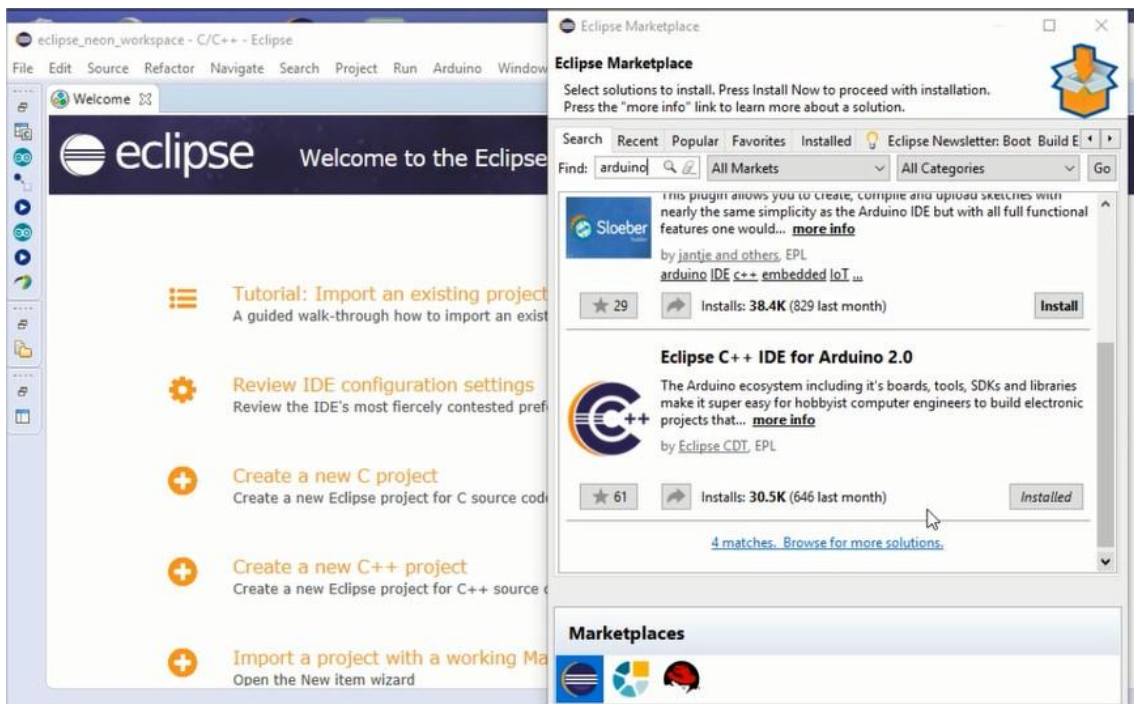 eclipse_neon_workspace - C/C++ - Eclipse
File Edit Source Refactor Navigate Search Project Run Arduino Window
Welcome
eclipse
Welcome to the Eclipse
Tutorial: Import an existing project
A guided walk-through how to import an exist
Review IDE configuration settings
Review the IDE's most fiercely contested pref
Create a new C project
Create a new Eclipse project for C source code
Create a new C++ project
Create a new Eclipse project for C++ source
Import a project with a working Ma
Open the New item wizard
Eclipse Marketplace
Eclipse Marketplace
Select solutions to install. Press Install Now to proceed with installation.
Press the "more info" link to learn more about a solution.
Search Recent Popular Favorites Installed Eclipse Newsletter: Boot Build E
Find: arduino All Markets All Categories Go
This plugin allows you to create, compile and upload sketches with
nearly the same simplicity as the Arduino IDE but with all full functional
features one would... more info
Sloeber
by jantje and others, EPL
arduino IDE c++ embedded IoT ...
29 Installs: 38.4K (829 last month) Install
Eclipse C++ IDE for Arduino 2.0
The Arduino ecosystem including it's boards, tools, SDKs and libraries
make it super easy for hobbyist computer engineers to build electronic
projects that... more info
C++
by Eclipse CDT, EPL
61 Installs: 30.5K (646 last month) Installed
4 matches. Browse for more solutions.
Marketplaces